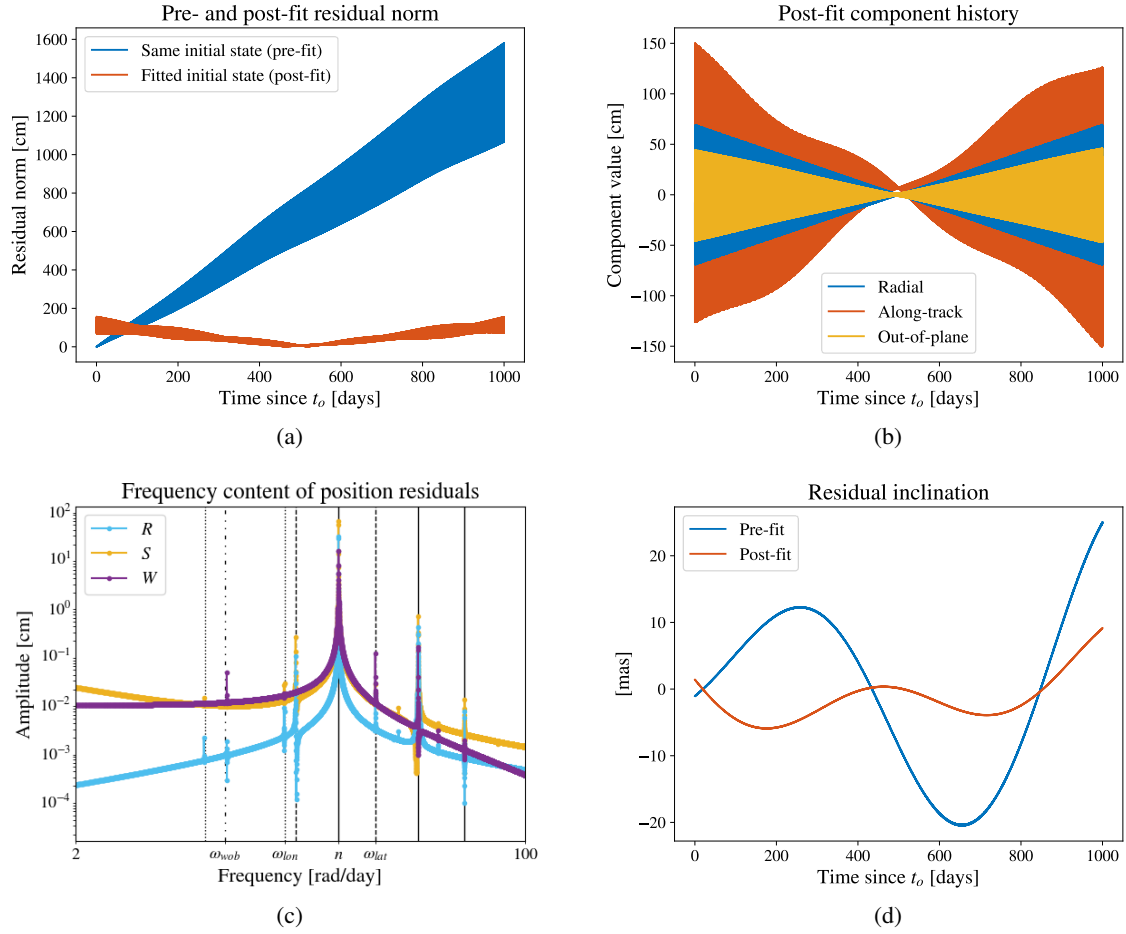 Pre- and post-fit residual norm
Same initial state (pre-fit)
Fitted initial state (post-fit)
Residual norm [cm]
1600
1400
1200
1000
800
600
400
200
0
0 200 400 600 800 1000
Time since t_o [days]
(a)
Post-fit component history
Component value [cm]
150
100
50
0
−50
−100
−150
Radial
Along-track
Out-of-plane
0 200 400 600 800 1000
Time since t_o [days]
(b)
Frequency content of position residuals
R
S
W
Amplitude [cm]
10^2
10^1
10^0
10^-1
10^-2
10^-3
10^-4
2 ω_wob ω_lon n ω_lat 100
Frequency [rad/day]
(c)
Residual inclination
Pre-fit
Post-fit
[mas]
20
10
0
−10
−20
0 200 400 600 800 1000
Time since t_o [days]
(d)